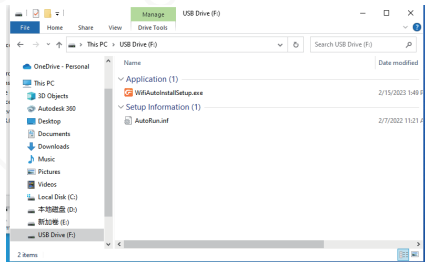 Manage
USB Drive (F:)
File
Home
Share
View
Drive Tools
This PC
USB Drive (F:)
Search USB Drive (F:)
Name
Date modified
OneDrive - Personal
This PC
3D Objects
Autodesk 360
Desktop
Documents
Downloads
Music
Pictures
Videos
Local Disk (C:)
本地磁盘 (D:)
新加卷 (E:)
USB Drive (F:)
Application (1)
WifiAutoInstallSetup.exe
2/15/2023 1:49 P
Setup Information (1)
AutoRun.inf
2/7/2022 11:21 A
2 items